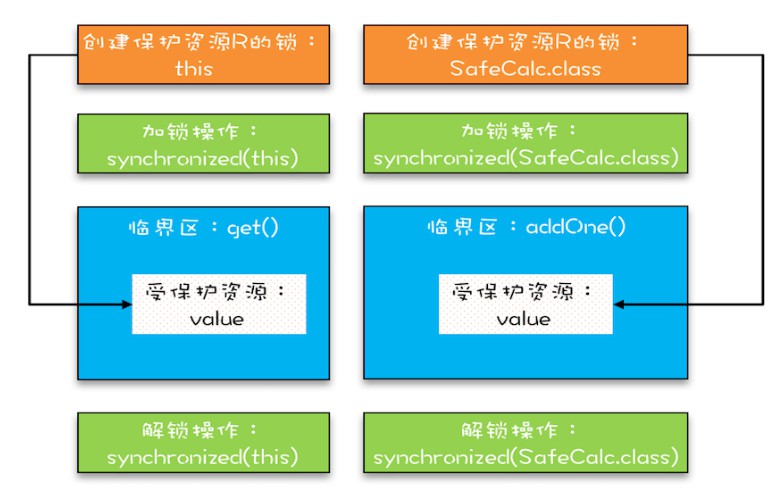 创建保护资源R的锁：
this
创建保护资源R的锁：
SafeCalc.class
加锁操作：
synchronized(this)
加锁操作：
synchronized(SafeCalc.class)
临界区：get()
受保护资源：
value
临界区：addOne()
受保护资源：
value
解锁操作：
synchronized(this)
解锁操作：
synchronized(SafeCalc.class)